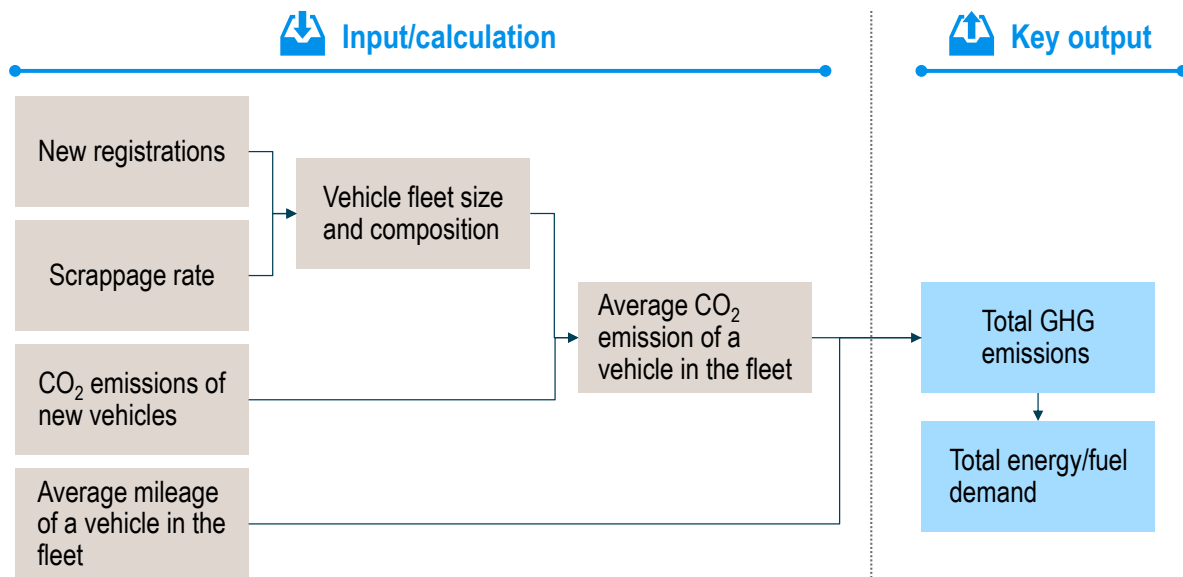 Input/calculation
Key output
New registrations
Scrappage rate
CO₂ emissions of
new vehicles
Average mileage
of a vehicle in the
fleet
Vehicle fleet size
and composition
Average CO₂
emission of a
vehicle in the fleet
Total GHG
emissions
Total energy/fuel
demand